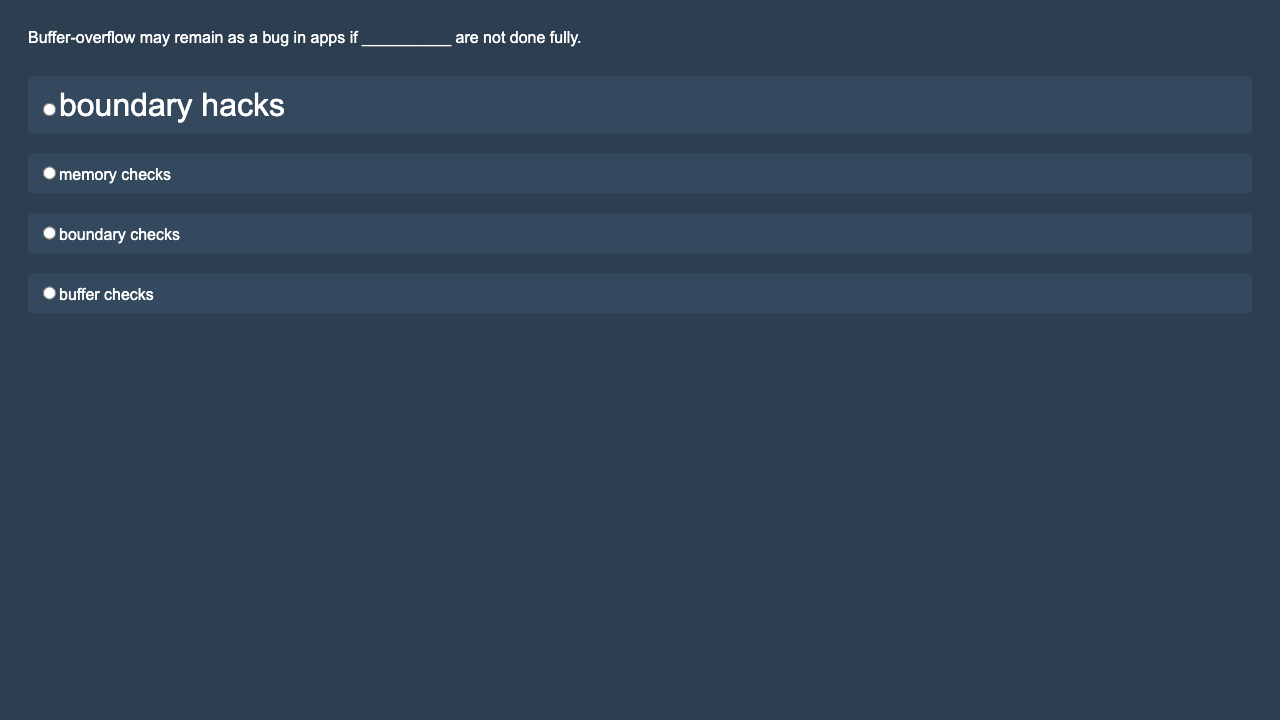 Buffer-overflow may remain as a bug in apps if __________ are not done fully.
boundary hacks
memory checks
boundary checks
buffer checks